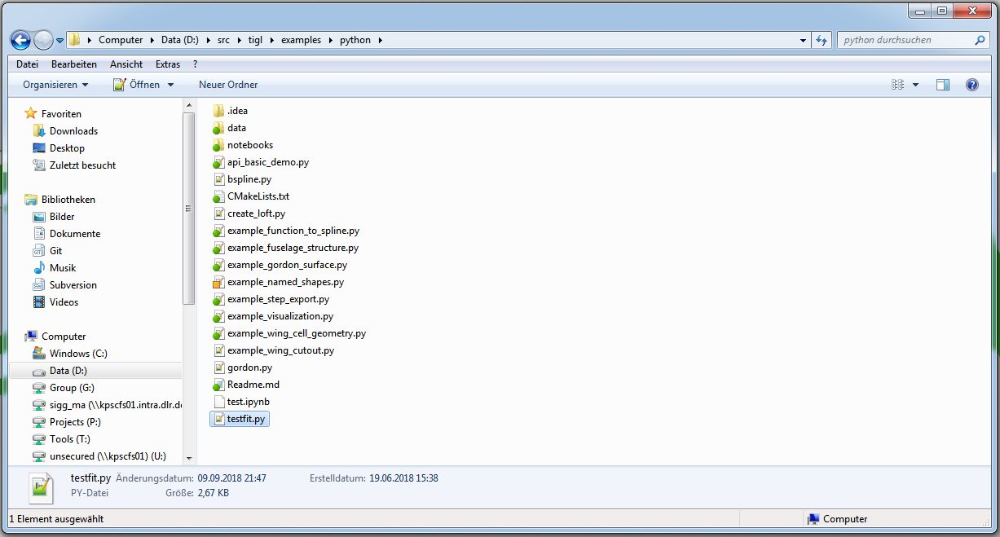 Computer Data (D:) src tigl examples python
python durchsuchen
Datei Bearbeiten Ansicht Extras ?
Organisieren Öffnen Neuer Ordner
Favoriten
Downloads
Desktop
Zuletzt besucht
Bibliotheken
Bilder
Dokumente
Git
Musik
Subversion
Videos
Computer
Windows (C:)
Data (D:)
Group (G:)
sigg_ma (\\kpscfs01.intra.dlr.de
Projects (P:)
Tools (T:)
unsecured (\\kpscfs01) (U:)
.idea
data
notebooks
api_basic_demo.py
bspline.py
CMakeLists.txt
create_loft.py
example_function_to_spline.py
example_fuselage_structure.py
example_gordon_surface.py
example_named_shapes.py
example_step_export.py
example_visualization.py
example_wing_cell_geometry.py
example_wing_cutout.py
gordon.py
Readme.md
test.ipynb
testfit.py
testfit.py Änderungsdatum: 09.09.2018 21:47 Erstelldatum: 19.06.2018 15:38
PY-Datei Größe: 2,67 KB
1 Element ausgewählt
Computer